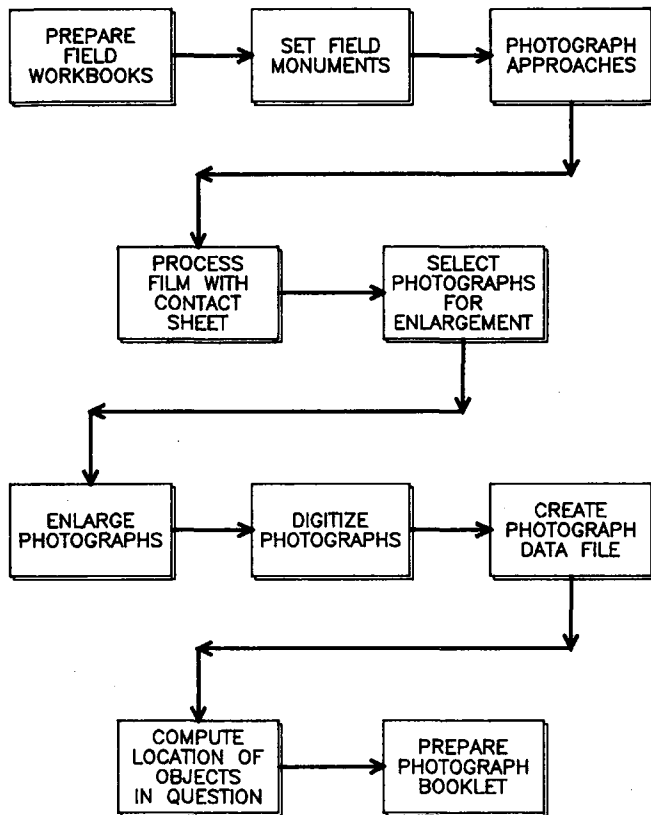 PREPARE
FIELD
WORKBOOKS
SET FIELD
MONUMENTS
PHOTOGRAPH
APPROACHES
PROCESS
FILM WITH
CONTACT
SHEET
SELECT
PHOTOGRAPHS
FOR
ENLARGEMENT
ENLARGE
PHOTOGRAPHS
DIGITIZE
PHOTOGRAPHS
CREATE
PHOTOGRAPH
DATA FILE
COMPUTE
LOCATION OF
OBJECTS
IN QUESTION
PREPARE
PHOTOGRAPH
BOOKLET